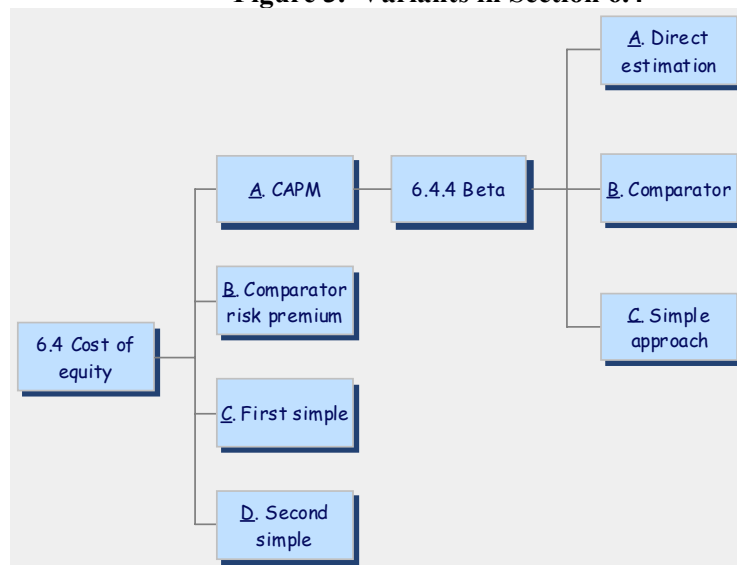 Figure 3. Variants in Section 6.4
A. Direct
estimation
A. CAPM
6.4.4 Beta
B. Comparator
B. Comparator
risk premium
C. Simple
approach
6.4 Cost of
equity
C. First simple
D. Second
simple